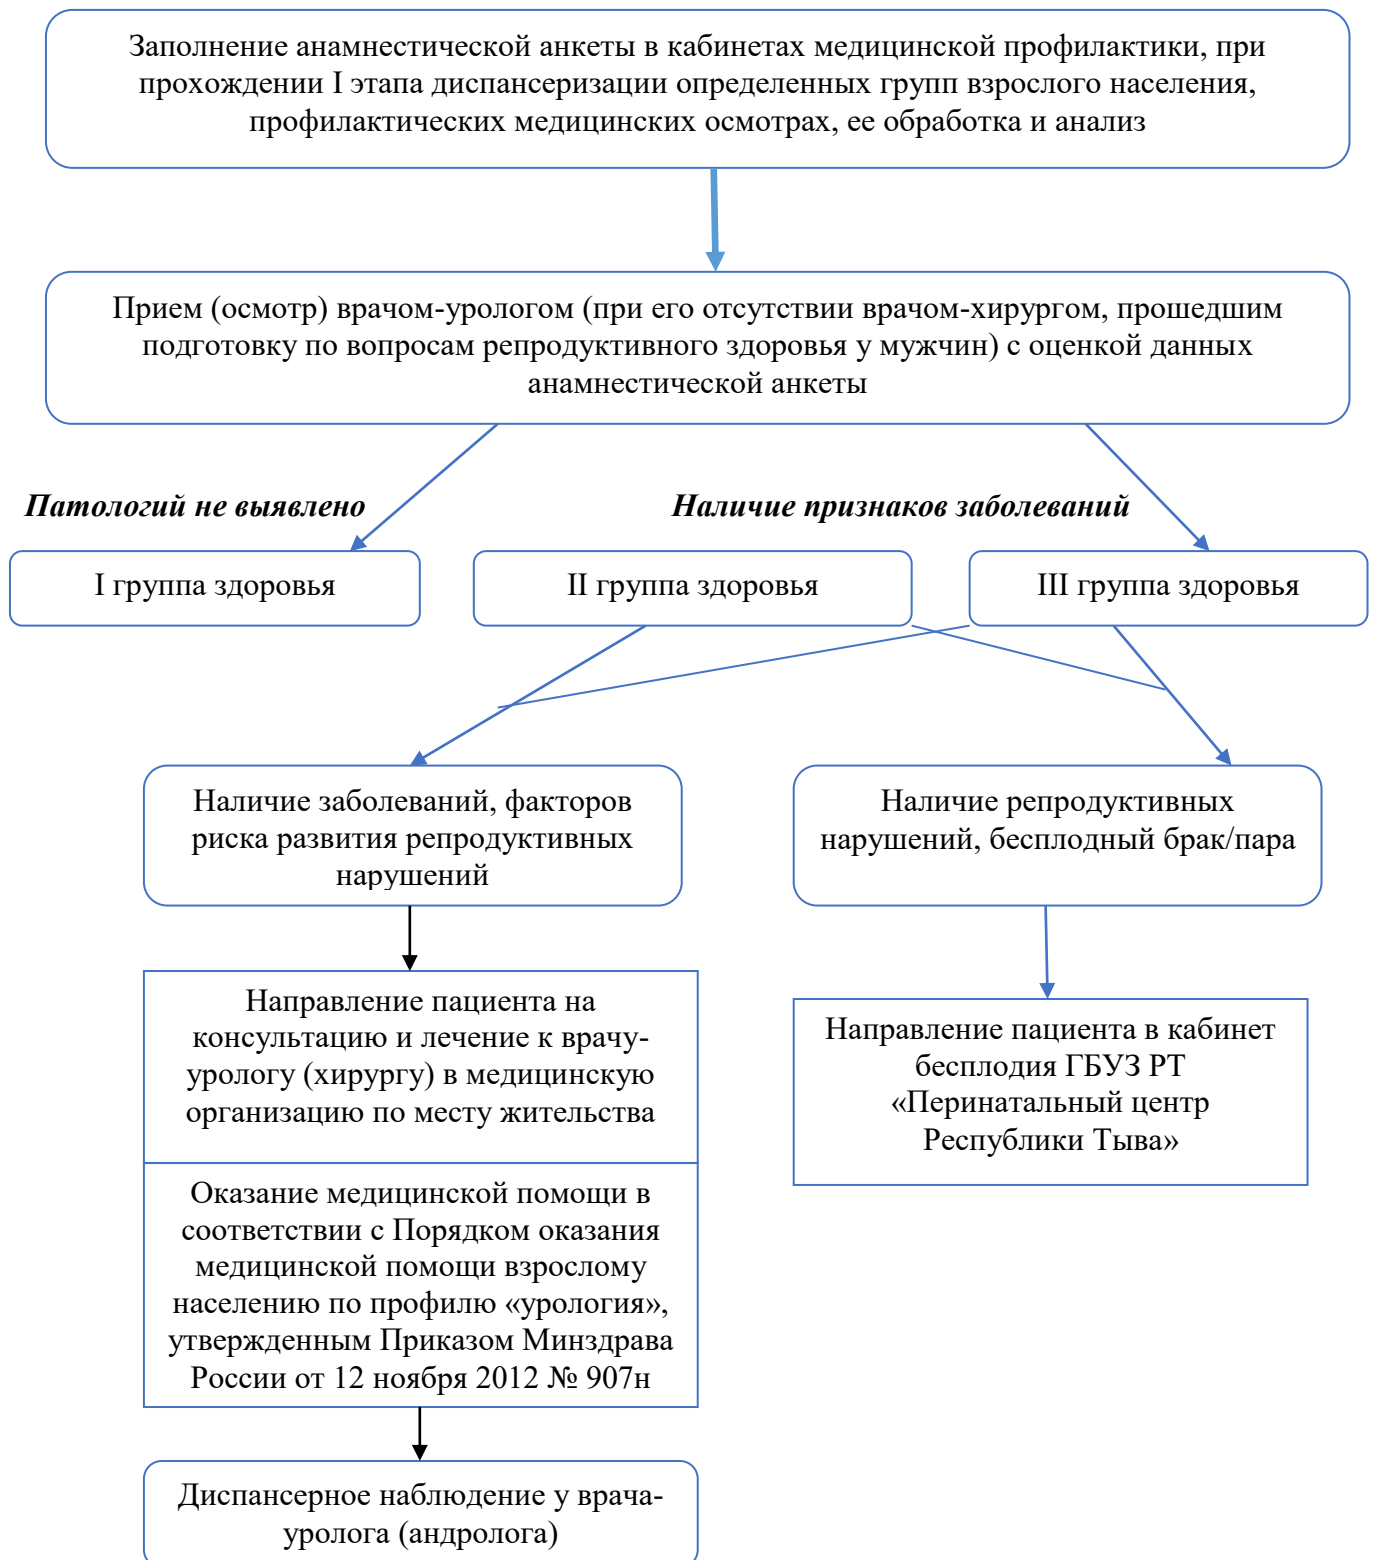 Заполнение анамнестической анкеты в кабинетах медицинской профилактики, при
прохождении I этапа диспансеризации определенных групп взрослого населения,
профилактических медицинских осмотрах, ее обработка и анализ
Прием (осмотр) врачом-урологом (при его отсутствии врачом-хирургом, прошедшим
подготовку по вопросам репродуктивного здоровья у мужчин) с оценкой данных
анамнестической анкеты
Патологий не выявлено
Наличие признаков заболеваний
I группа здоровья
II группа здоровья
III группа здоровья
Наличие заболеваний, факторов
риска развития репродуктивных
нарушений
Наличие репродуктивных
нарушений, бесплодный брак/пара
Направление пациента на
консультацию и лечение к врачу-
урологу (хирургу) в медицинскую
организацию по месту жительства
Направление пациента в кабинет
бесплодия ГБУЗ РТ
«Перинатальный центр
Республики Тыва»
Оказание медицинской помощи в
соответствии с Порядком оказания
медицинской помощи взрослому
населению по профилю «урология»,
утвержденным Приказом Минздрава
России от 12 ноября 2012 № 907н
Диспансерное наблюдение у врача-
уролога (андролога)